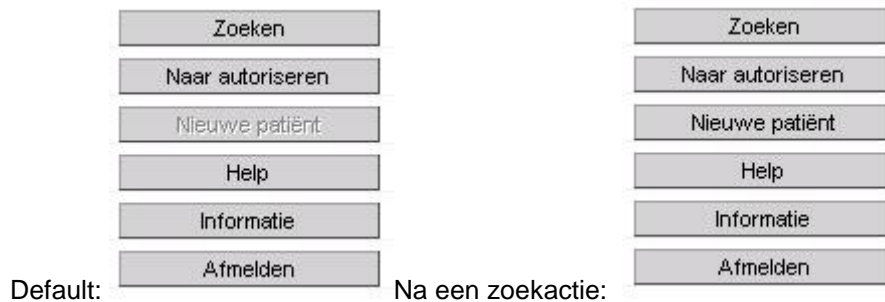 Default:
Zoeken
Naar autoriseren
Nieuwe patiënt
Help
Informatie
Afmelden
Na een zoekactie:
Zoeken
Naar autoriseren
Nieuwe patiënt
Help
Informatie
Afmelden